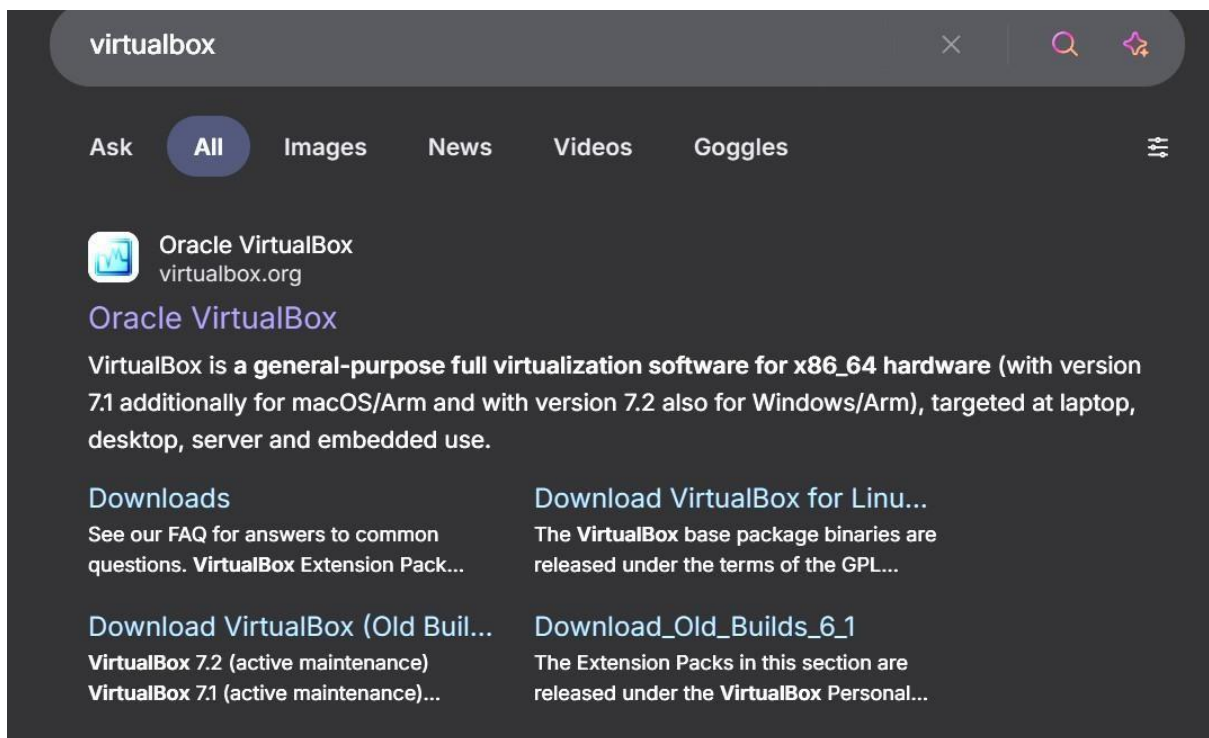 virtualbox
Ask All Images News Videos Goggles
Oracle VirtualBox
virtualbox.org
Oracle VirtualBox
VirtualBox is a general-purpose full virtualization software for x86_64 hardware (with version
7.1 additionally for macOS/Arm and with version 7.2 also for Windows/Arm), targeted at laptop,
desktop, server and embedded use.
Downloads
See our FAQ for answers to common
questions. VirtualBox Extension Pack...
Download VirtualBox for Linu...
The VirtualBox base package binaries are
released under the terms of the GPL...
Download VirtualBox (Old Buil...
VirtualBox 7.2 (active maintenance)
VirtualBox 7.1 (active maintenance)...
Download_Old_Builds_6_1
The Extension Packs in this section are
released under the VirtualBox Personal...